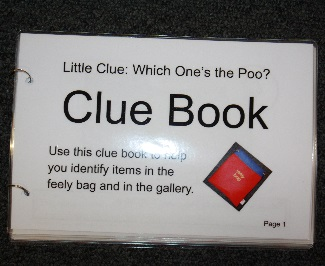 Little Clue: Which One's the Poo?
Clue Book
Use this clue book to help
you identify items in the
feely bag and in the gallery.
Page 1